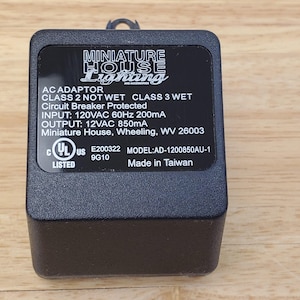 MINIATURE
HOUSE
Lighting
AC ADAPTOR
CLASS 2 NOT WET CLASS 3 WET
Circuit Breaker Protected
INPUT: 120VAC 60Hz 200mA
OUTPUT: 12VAC 850mA
Miniature House, Wheeling, WV 26003
C UL US E200322 MODEL:AD-1200850AU-1
LISTED 9G10 Made in Taiwan